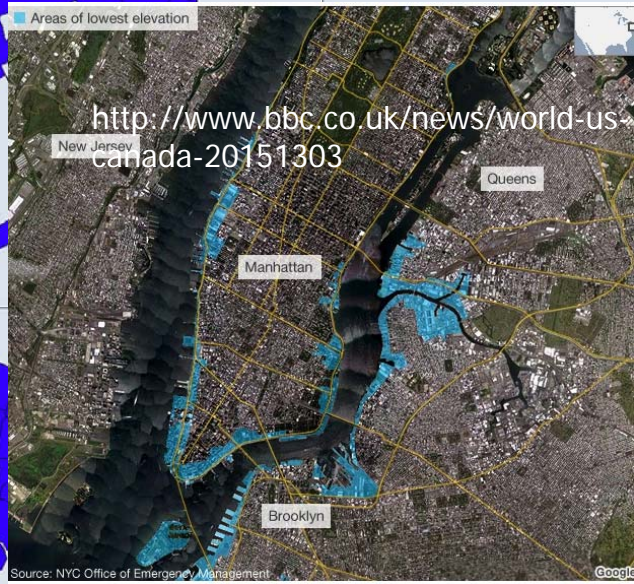 Areas of lowest elevation
http://www.bbc.co.uk/news/world-us-
canada-20151303
New Jersey
Queens
Manhattan
Brooklyn
Source: NYC Office of Emergency Management
Google